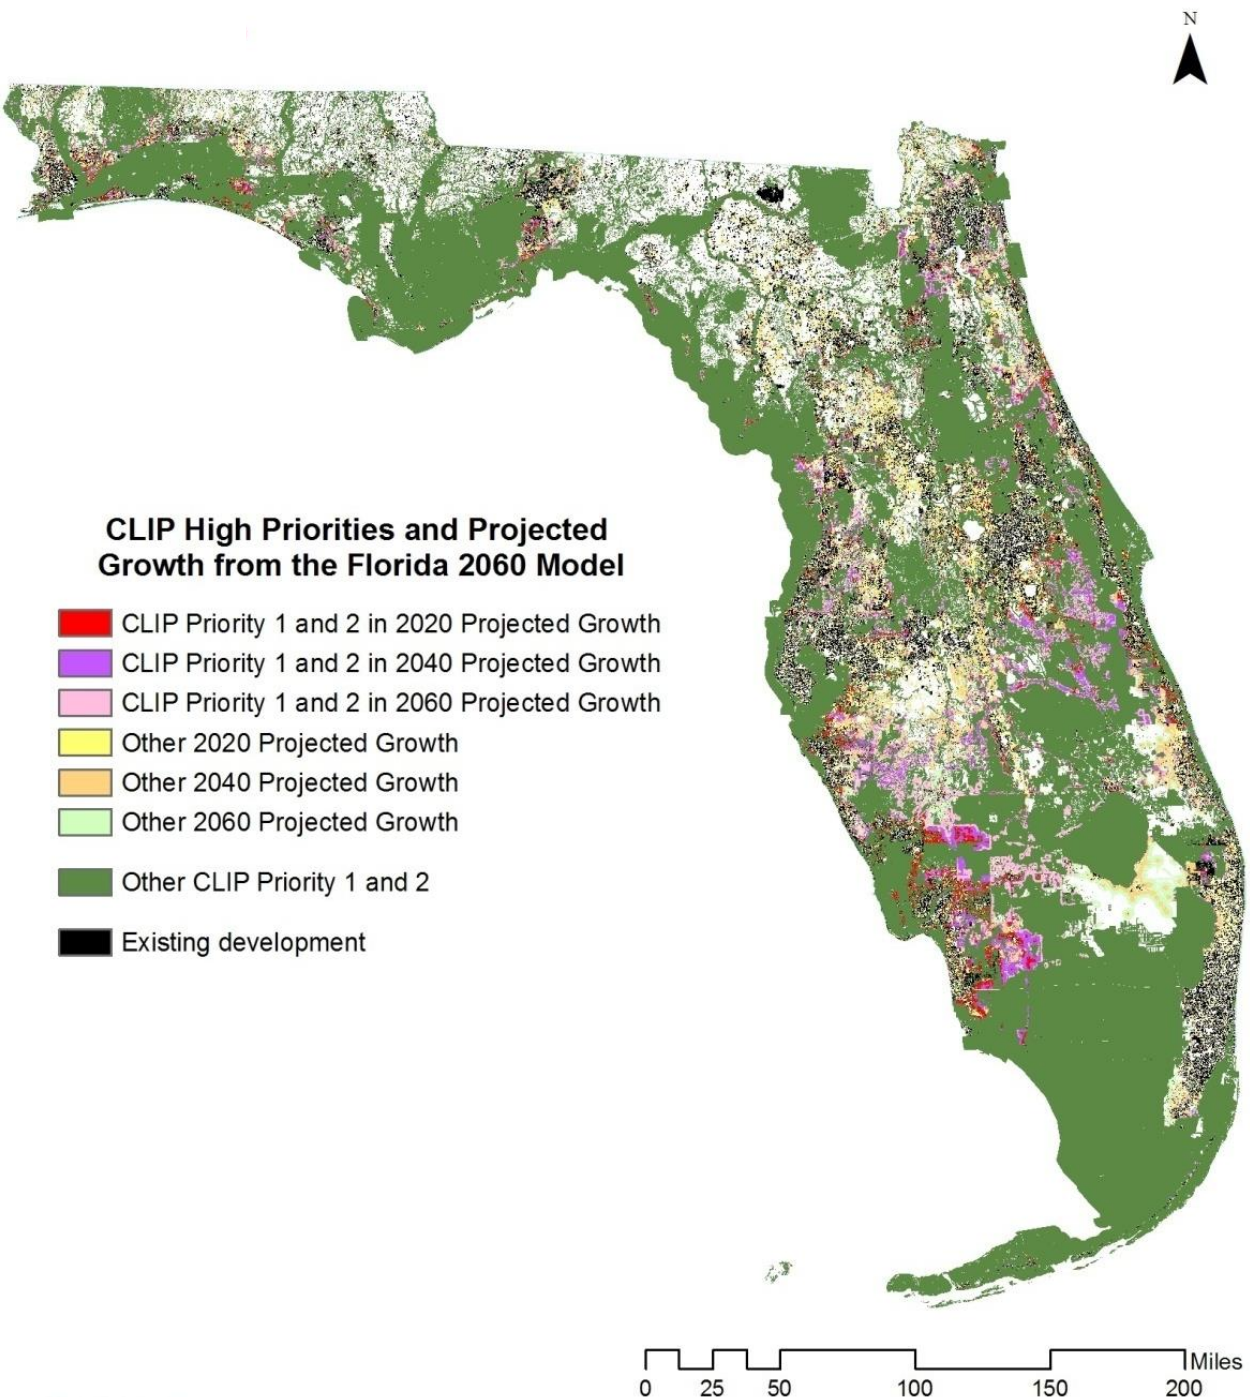 N
CLIP High Priorities and Projected
Growth from the Florida 2060 Model
CLIP Priority 1 and 2 in 2020 Projected Growth
CLIP Priority 1 and 2 in 2040 Projected Growth
CLIP Priority 1 and 2 in 2060 Projected Growth
Other 2020 Projected Growth
Other 2040 Projected Growth
Other 2060 Projected Growth
Other CLIP Priority 1 and 2
Existing development
Miles
0 25 50 100 150 200